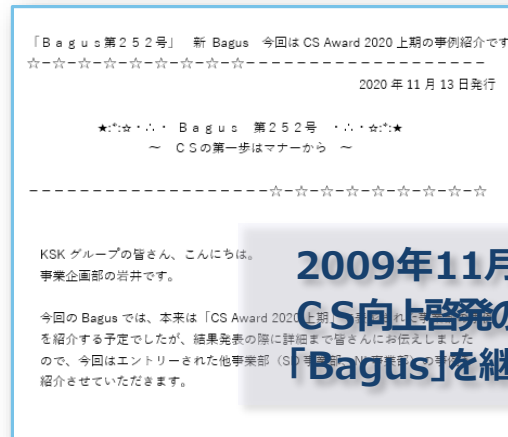 「Ｂａｇｕｓ第２５２号」　新 Bagus　今回は CS Award 2020 上期の事例紹介です
☆−☆−☆−☆−☆−☆−☆−☆−☆−−−−−−−−−−−−−−−−−−−
2020 年 11 月 13 日発行
★:*:☆・∴・ Ｂａｇｕｓ　第２５２号　・∴・☆:*:★
～　ＣＳの第一歩はマナーから　～
−−−−−−−−−−−−−−−−−−−☆−☆−☆−☆−☆−☆−☆−☆−☆
KSK グループの皆さん、こんにちは。
事業企画部の岩井です。
今回の Bagus では、本来は「CS Award 2020 上期」
を紹介する予定でしたが、結果発表の際に詳細まで皆さんにお伝えしました
ので、今回はエントリーされた他事業部
紹介させていただきます。
2009年11月
ＣＳ向上啓発の
「Bagus」を継